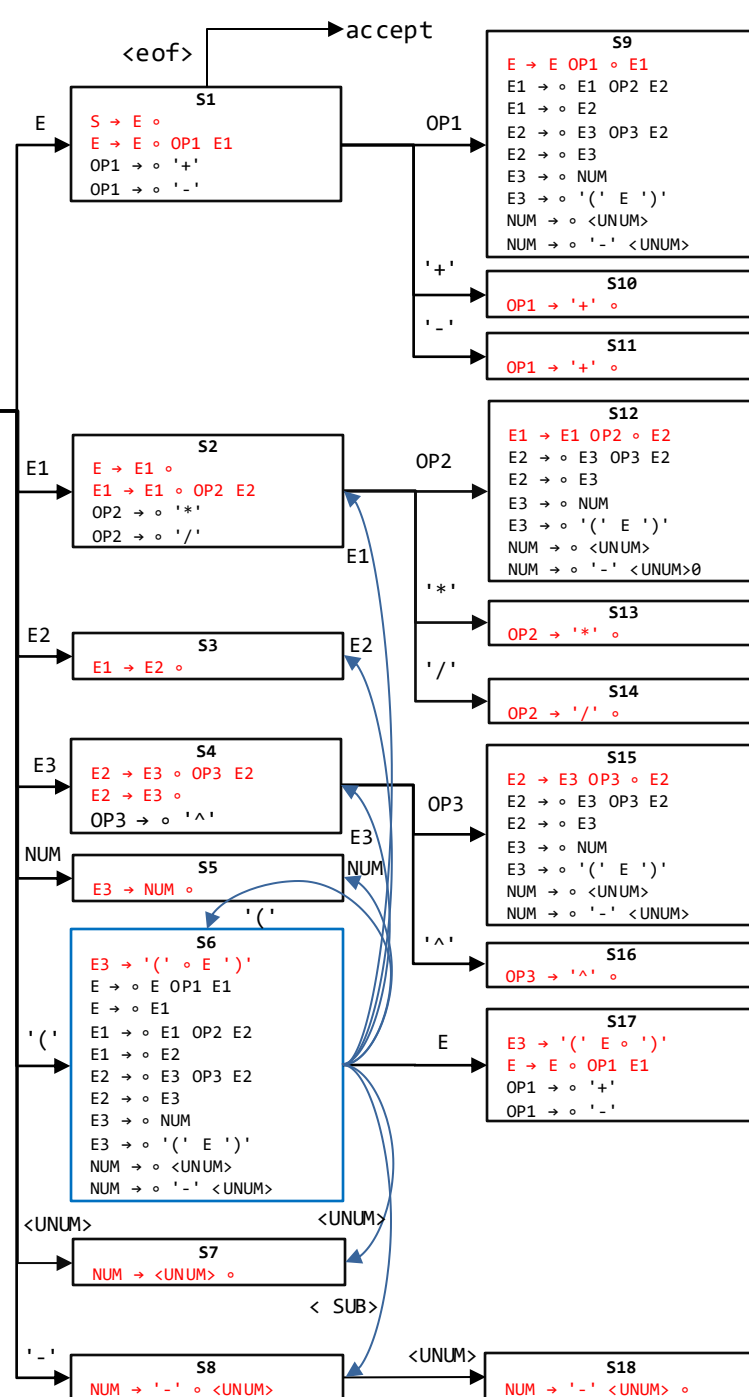 accept
<eof>
E
S1
S → E ∘
E → E ∘ OP1 E1
OP1 → ∘ '+'
OP1 → ∘ '-'
OP1
S9
E → E OP1 ∘ E1
E1 → ∘ E1 OP2 E2
E1 → ∘ E2
E2 → ∘ E3 OP3 E2
E2 → ∘ E3
E3 → ∘ NUM
E3 → ∘ '(' E ')'
NUM → ∘ <UNUM>
NUM → ∘ '-' <UNUM>
'+'
S10
OP1 → '+' ∘
'-'
S11
OP1 → '+' ∘
E1
S2
E → E1 ∘
E1 → E1 ∘ OP2 E2
OP2 → ∘ '*'
OP2 → ∘ '/'
OP2
S12
E1 → E1 OP2 ∘ E2
E2 → ∘ E3 OP3 E2
E2 → ∘ E3
E3 → ∘ NUM
E3 → ∘ '(' E ')'
NUM → ∘ <UNUM>
NUM → ∘ '-' <UNUM>0
E1
'*'
S13
OP2 → '*' ∘
E2
S3
E1 → E2 ∘
E2
'/'
S14
OP2 → '/' ∘
E3
S4
E2 → E3 ∘ OP3 E2
E2 → E3 ∘
OP3 → ∘ '^'
OP3
S15
E2 → E3 OP3 ∘ E2
E2 → ∘ E3 OP3 E2
E2 → ∘ E3
E3 → ∘ NUM
E3 → ∘ '(' E ')'
NUM → ∘ <UNUM>
NUM → ∘ '-' <UNUM>
E3
NUM
S5
E3 → NUM ∘
NUM
'('
'^'
S16
OP3 → '^' ∘
'('
S6
E3 → '(' ∘ E ')'
E → ∘ E OP1 E1
E → ∘ E1
E1 → ∘ E1 OP2 E2
E1 → ∘ E2
E2 → ∘ E3 OP3 E2
E2 → ∘ E3
E3 → ∘ NUM
E3 → ∘ '(' E ')'
NUM → ∘ <UNUM>
NUM → ∘ '-' <UNUM>
E
S17
E3 → '(' E ∘ ')'
E → E ∘ OP1 E1
OP1 → ∘ '+'
OP1 → ∘ '-'
<UNUM>
<UNUM>
S7
NUM → <UNUM> ∘
< SUB>
'-'
S8
NUM → '-' ∘ <UNUM>
<UNUM>
S18
NUM → '-' <UNUM> ∘